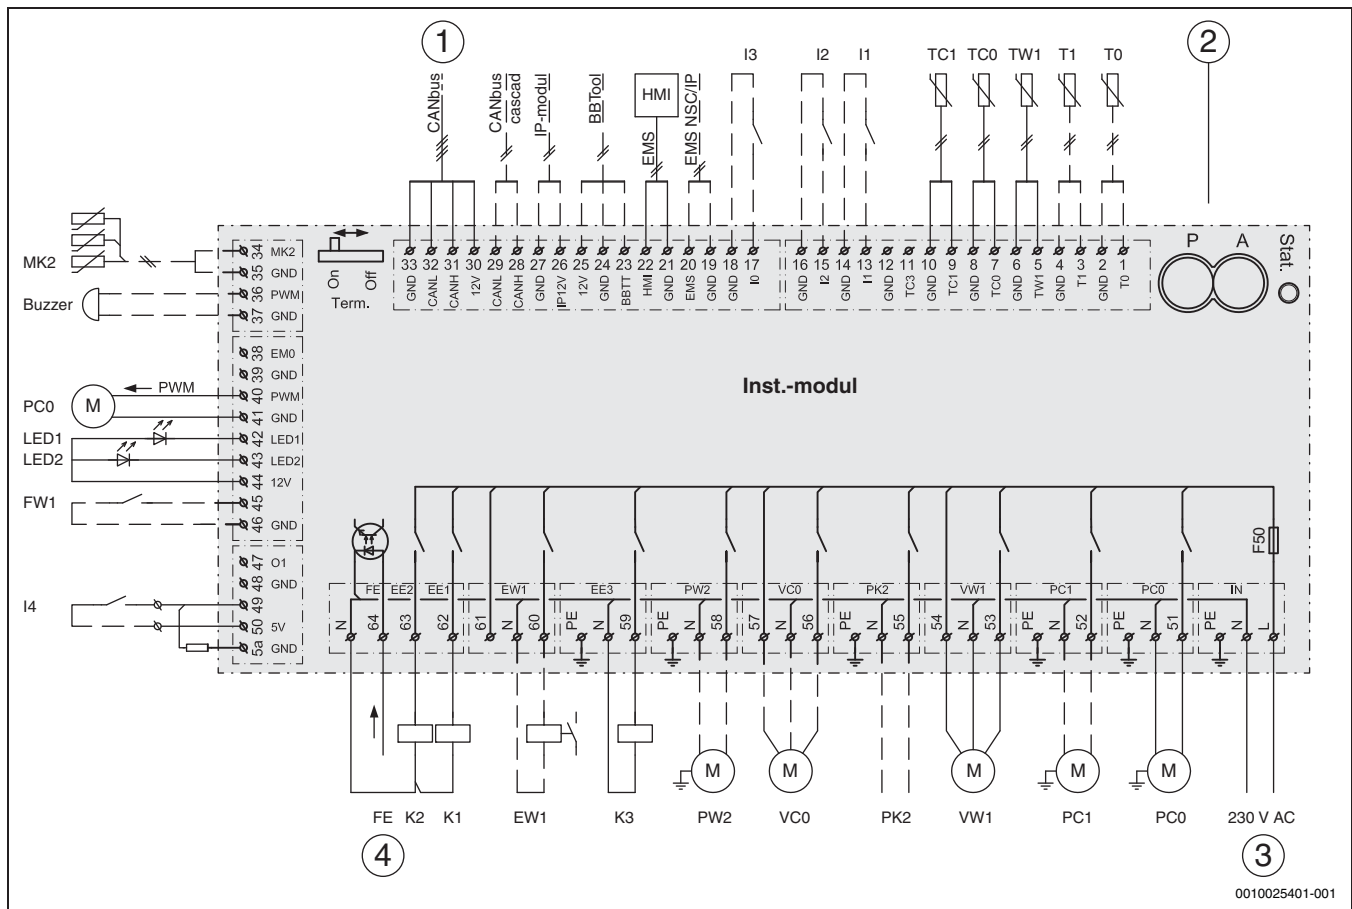 1
2
I3
I2
I1
TC1
TC0
TW1
T1
T0
CANbus
CANbus
cascad
IP-modul
BBTool
HMI
EMS
EMS NSC/IP
MK2
Buzzer
PC0
M
PWM
LED1
LED2
FW1
I4
34 MK2
35 GND
36 PWM
37 GND
38 EM0
39 GND
40 PWM
41 GND
42 LED1
43 LED2
44 12V
45
46 GND
47 O1
48 GND
49
50 5V
5a GND
On
Off
Term.
33 32 31 30 29 28 27 26 25 24 23 22 21 20 19 18 17
GND CANL CANH 12V CANL CANH GND IP12V 12V GND BBTT HMI GND EMS GND GND I0
16 15 14 13 12 11 10 9 8 7 6 5 4 3 2 1
GND I2 GND I1 GND TC3 GND TC1 GND TC0 GND TW1 GND T1 GND T0
P
A
Stat.
Inst.-modul
F50
FE EE2 EE1 EW1 EE3 PW2 VC0 PK2 VW1 PC1 PC0 IN
N 64 63 62 61 N 60 PE N 59 PE N 58 57 N 56 PE N 55 54 N 53 PE N 52 PE N 51 PE N L
M M M M M
FE K2 K1 EW1 K3 PW2 VC0 PK2 VW1 PC1 PC0 230 V AC
4
3
0010025401-001